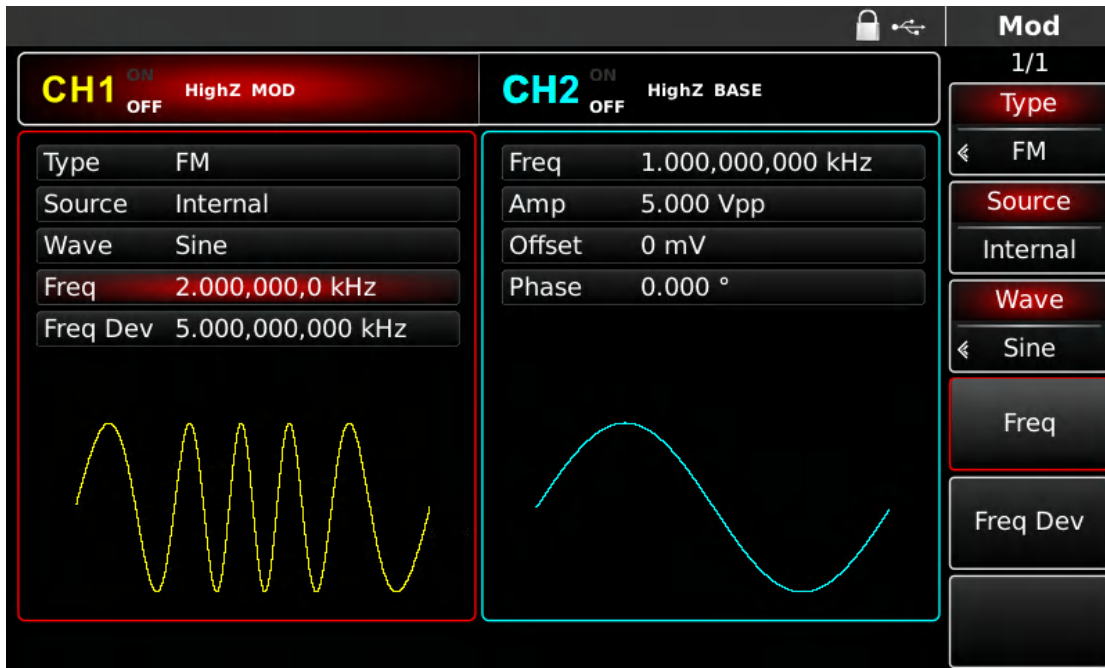 Mod
1/1
CH1 ON OFF HighZ MOD
CH2 ON OFF HighZ BASE
Type FM
Source Internal
Wave Sine
Freq 2.000,000,0 kHz
Freq Dev 5.000,000,000 kHz
Freq 1.000,000,000 kHz
Amp 5.000 Vpp
Offset 0 mV
Phase 0.000 °
Type
FM
Source
Internal
Wave
Sine
Freq
Freq Dev